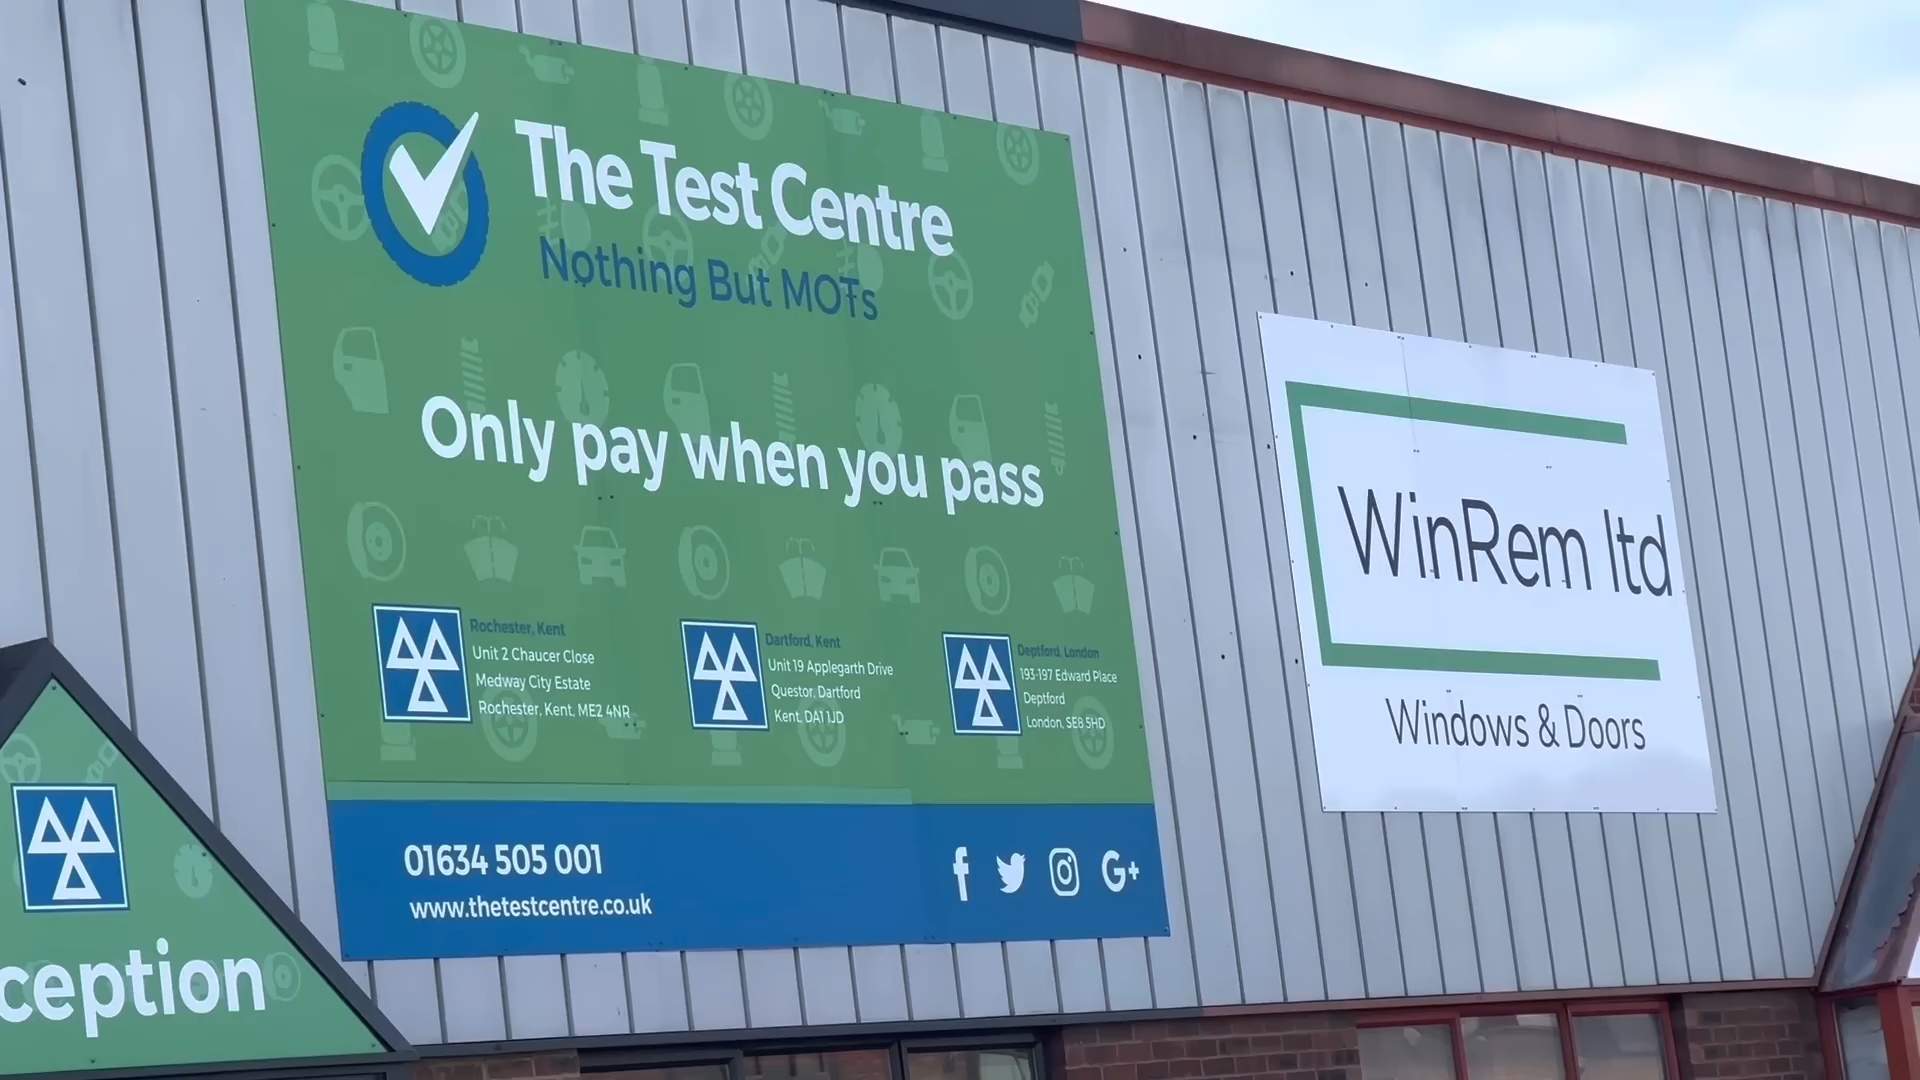 The Test Centre
Nothing But MOTs
Only pay when you pass
Rochester, Kent
Unit 2 Chaucer Close
Medway City Estate
Rochester, Kent, ME2 4NR
Dartford, Kent
Unit 19 Applegarth Drive
Questor, Dartford
Kent, DA1 1JD
Deptford, London
193-197 Edward Place
Deptford
London, SE8 5HD
01634 505 001
www.thetestcentre.co.uk
G+
WinRem ltd
Windows & Doors
ception